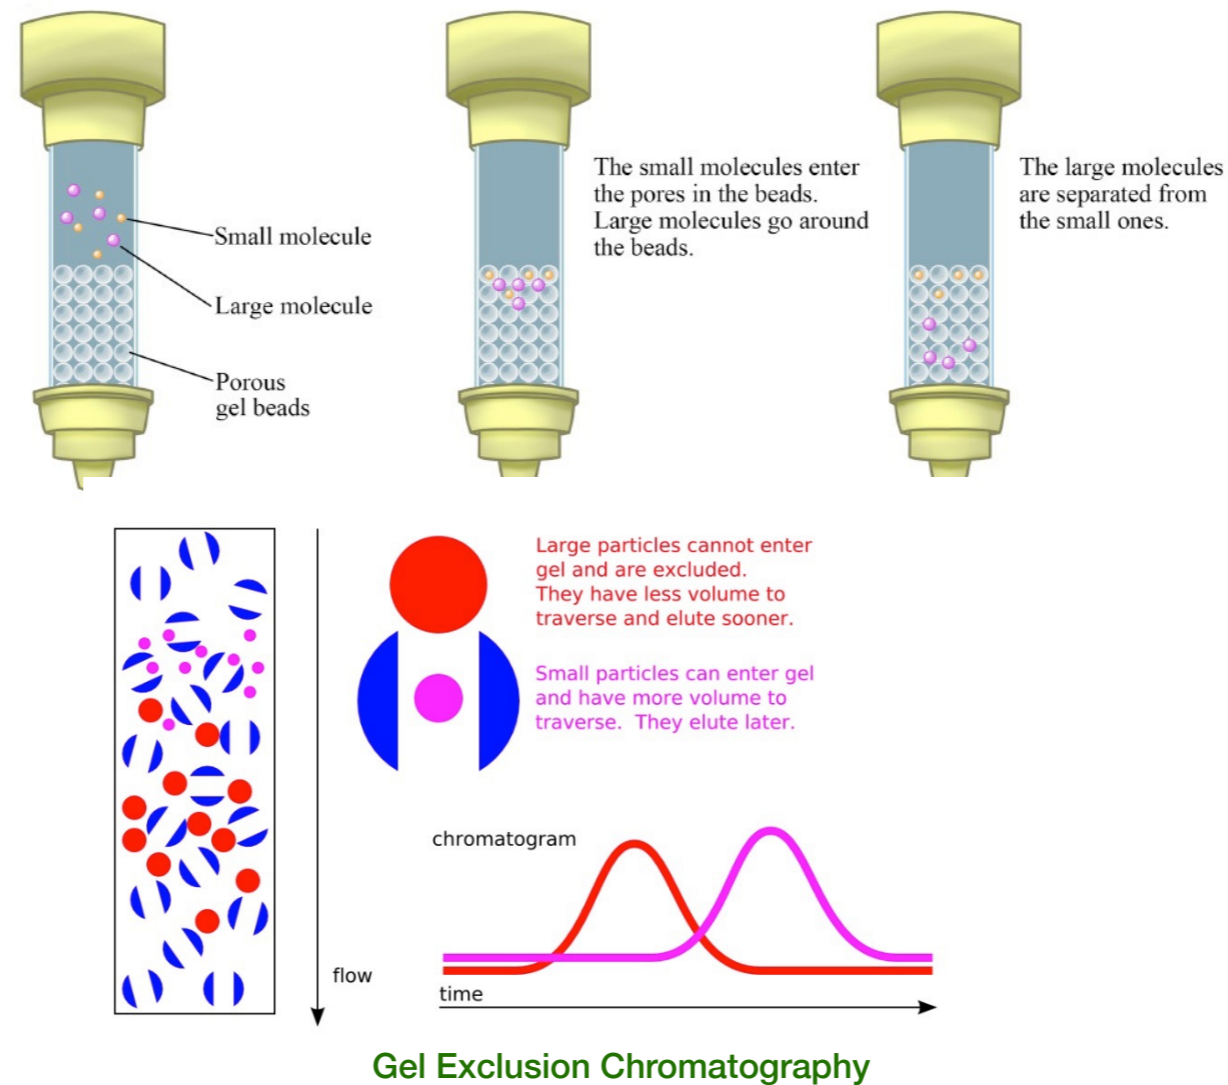 Small molecule
Large molecule
Porous
gel beads
The small molecules enter
the pores in the beads.
Large molecules go around
the beads.
The large molecules
are separated from
the small ones.
Large particles cannot enter
gel and are excluded.
They have less volume to
traverse and elute sooner.
Small particles can enter gel
and have more volume to
traverse.  They elute later.
chromatogram
flow
time
Gel Exclusion Chromatography